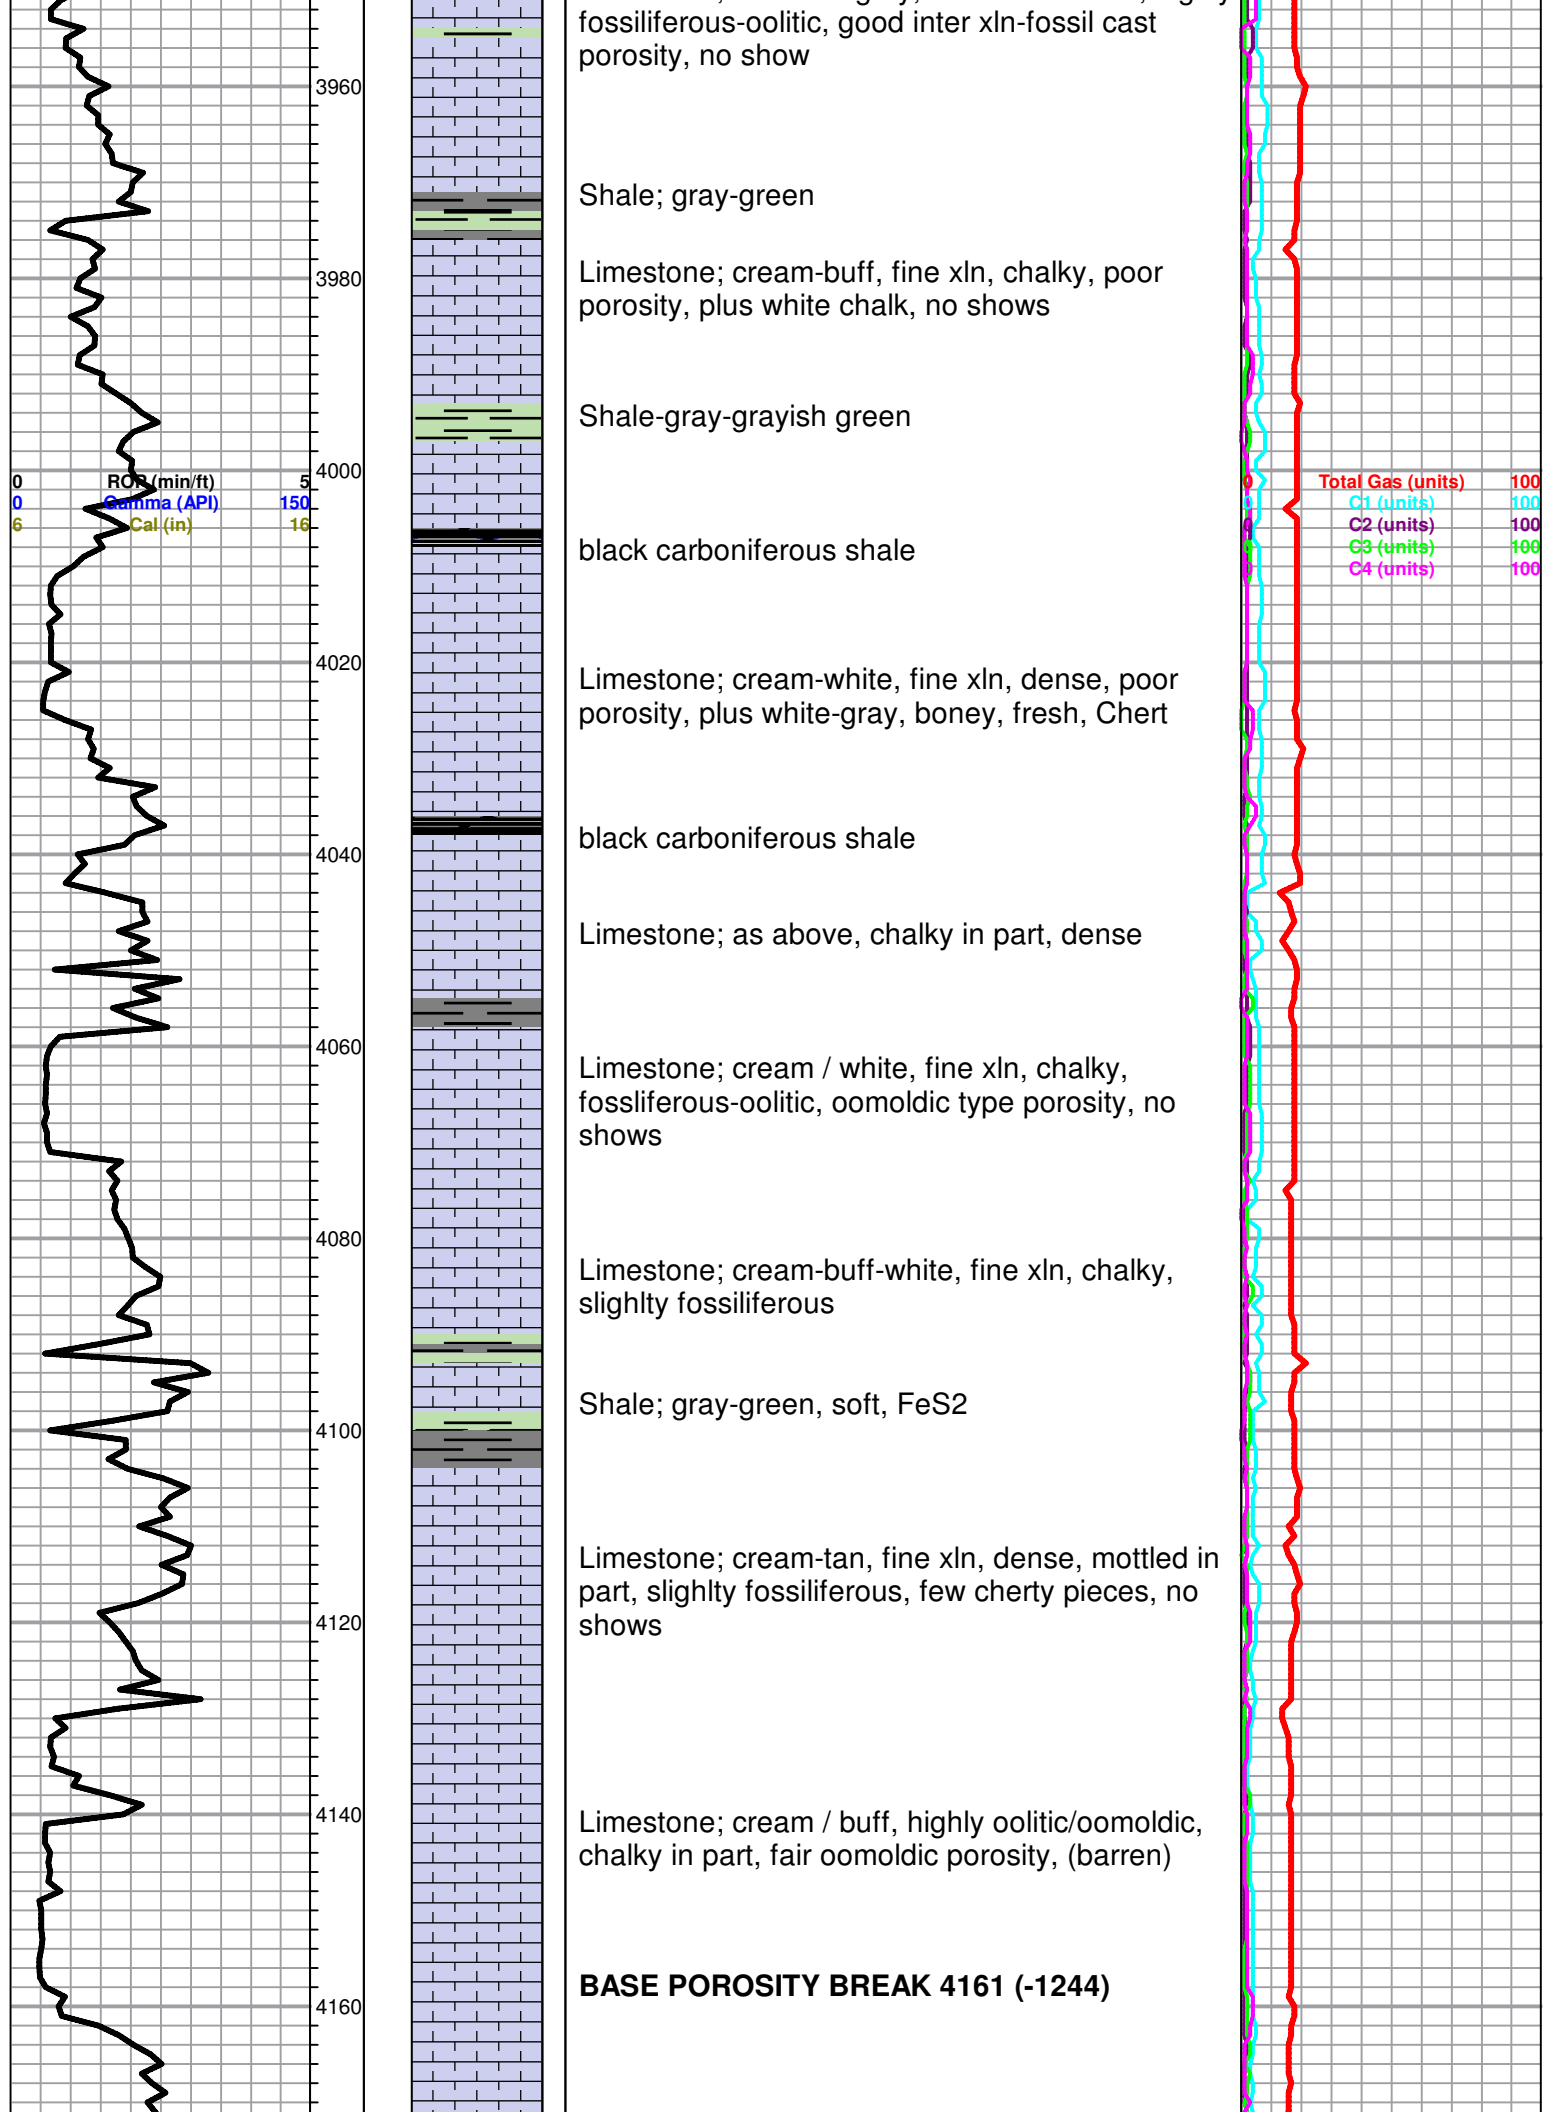 fossiliferous-oolitic, good inter xln-fossil cast
porosity, no show
3960
Shale; gray-green
Limestone; cream-buff, fine xln, chalky, poor
3980
porosity, plus white chalk, no shows
Shale-gray-grayish green
4000
0 ROP (min/ft) 5
0 Gamma (API) 150
6 Cal (in) 16
0 Total Gas (units) 100
0 C1 (units) 100
0 C2 (units) 100
0 C3 (units) 100
0 C4 (units) 100
black carboniferous shale
4020
Limestone; cream-white, fine xln, dense, poor
porosity, plus white-gray, boney, fresh, Chert
black carboniferous shale
4040
Limestone; as above, chalky in part, dense
4060
Limestone; cream / white, fine xln, chalky,
fossliferous-oolitic, oomoldic type porosity, no
shows
4080
Limestone; cream-buff-white, fine xln, chalky,
slighlty fossiliferous
Shale; gray-green, soft, FeS2
4100
Limestone; cream-tan, fine xln, dense, mottled in
part, slighlty fossiliferous, few cherty pieces, no
shows
4120
4140
Limestone; cream / buff, highly oolitic/oomoldic,
chalky in part, fair oomoldic porosity, (barren)
BASE POROSITY BREAK 4161 (-1244)
4160